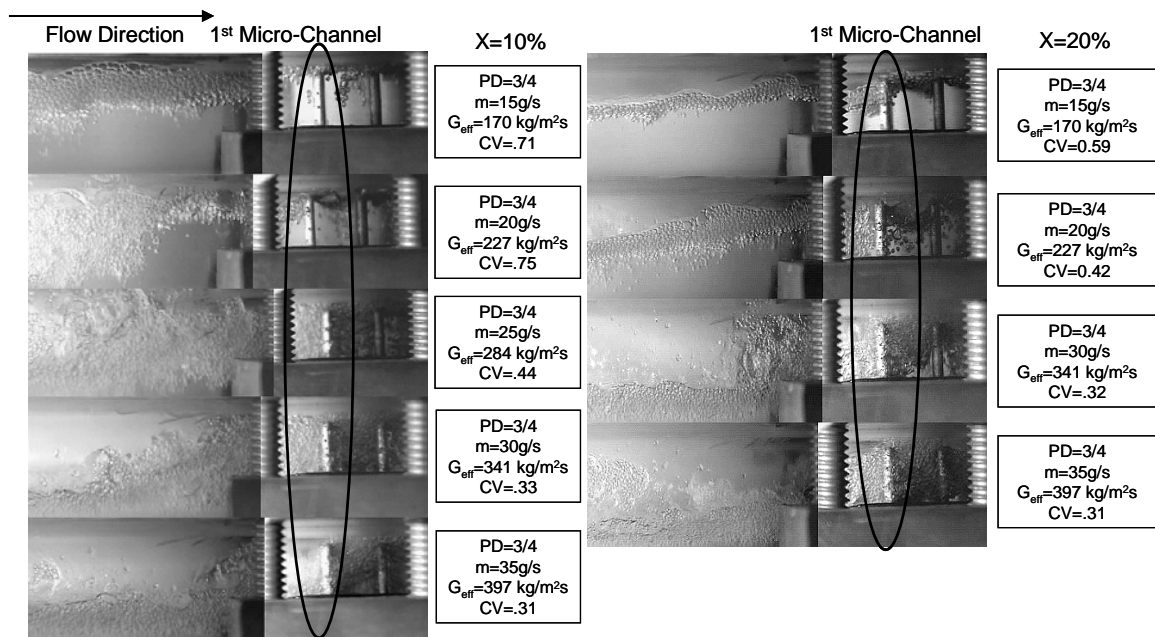 Flow Direction
1st Micro-Channel
X=10%
PD=3/4
m=15g/s
Geff=170 kg/m²s
CV=.71
PD=3/4
m=20g/s
Geff=227 kg/m²s
CV=.75
PD=3/4
m=25g/s
Geff=284 kg/m²s
CV=.44
PD=3/4
m=30g/s
Geff=341 kg/m²s
CV=.33
PD=3/4
m=35g/s
Geff=397 kg/m²s
CV=.31
1st Micro-Channel
X=20%
PD=3/4
m=15g/s
Geff=170 kg/m²s
CV=0.59
PD=3/4
m=20g/s
Geff=227 kg/m²s
CV=0.42
PD=3/4
m=30g/s
Geff=341 kg/m²s
CV=.32
PD=3/4
m=35g/s
Geff=397 kg/m²s
CV=.31